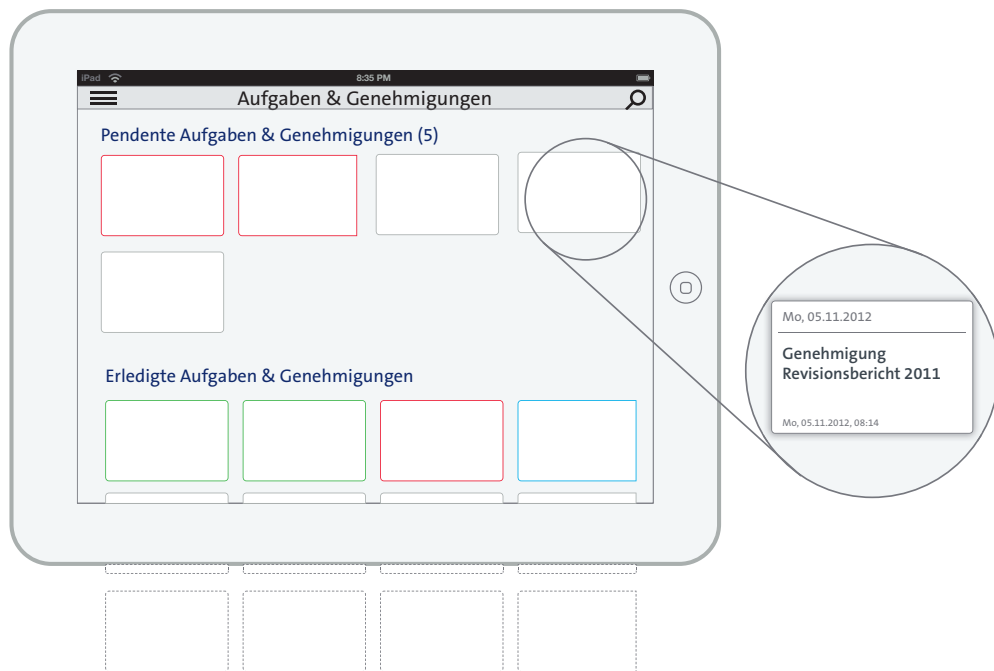 iPad
8:35 PM
Aufgaben & Genehmigungen
Pendente Aufgaben & Genehmigungen (5)
Mo, 05.11.2012
Genehmigung
Revisionsbericht 2011
Mo, 05.11.2012, 08:14
Erledigte Aufgaben & Genehmigungen